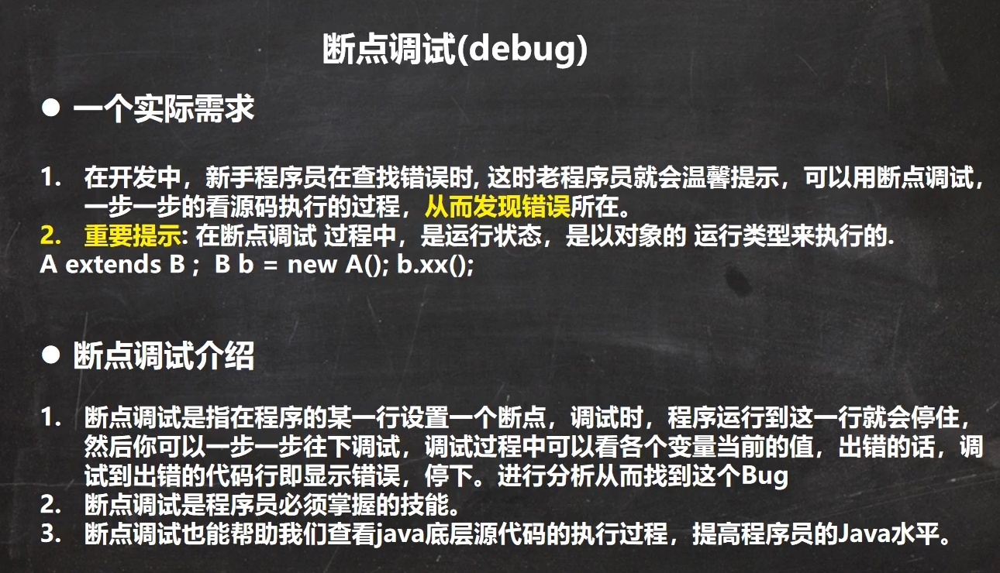 断点调试(debug)
● 一个实际需求
1. 在开发中，新手程序员在查找错误时, 这时老程序员就会温馨提示，可以用断点调试，
一步一步的看源码执行的过程，从而发现错误所在。
2. 重要提示: 在断点调试 过程中，是运行状态，是以对象的 运行类型来执行的.
A extends B ;  B b = new A(); b.xx();
● 断点调试介绍
1. 断点调试是指在程序的某一行设置一个断点，调试时，程序运行到这一行就会停住，
然后你可以一步一步往下调试，调试过程中可以看各个变量当前的值，出错的话，调
试到出错的代码行即显示错误，停下。进行分析从而找到这个Bug
2. 断点调试是程序员必须掌握的技能。
3. 断点调试也能帮助我们查看java底层源代码的执行过程，提高程序员的Java水平。